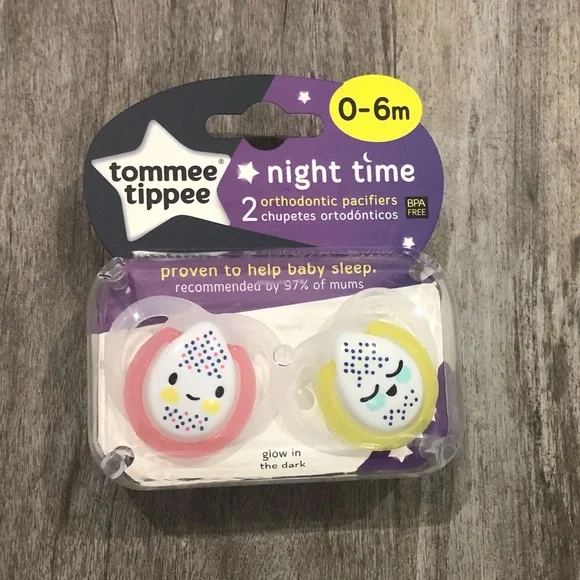 0-6m
tommee®
tippee
night time
2 orthodontic pacifiers
chupetes ortodónticos
BPA
FREE
proven to help baby sleep.
recommended by 97% of mums
glow in
the dark